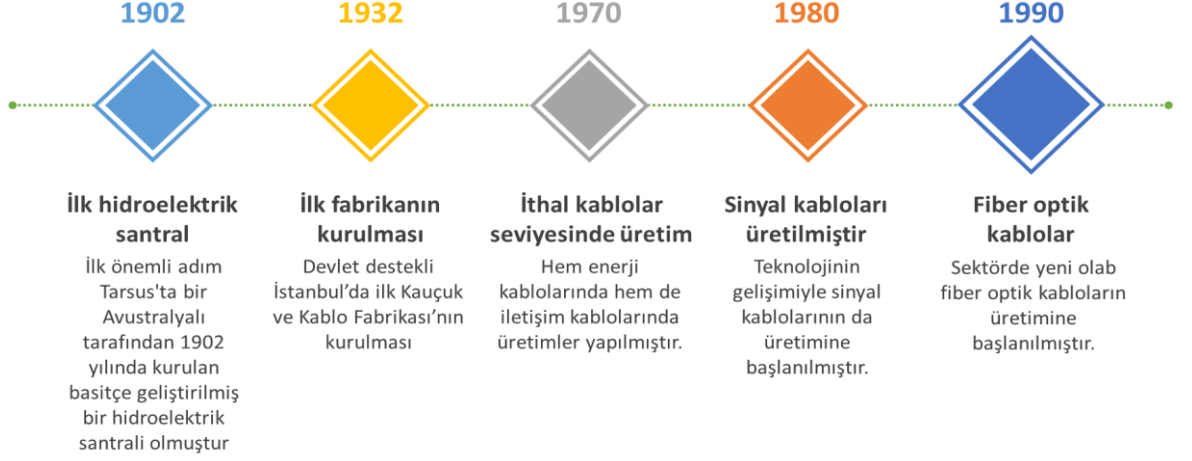 1902
İlk hidroelektrik
santral
İlk önemli adım
Tarsus'ta bir
Avustralyalı
tarafından 1902
yılında kurulan
basitçe geliştirilmiş
bir hidroelektrik
santrali olmuştur
1932
İlk fabrikanın
kurulması
Devlet destekli
İstanbul’da ilk Kauçuk
ve Kablo Fabrikası’nın
kurulması
1970
İthal kablolar
seviyesinde üretim
Hem enerji
kablolarında hem de
iletişim kablolarında
üretimler yapılmıştır.
1980
Sinyal kabloları
üretilmiştir
Teknolojinin
gelişimiyle sinyal
kablolarının da
üretimine
başlanılmıştır.
1990
Fiber optik
kablolar
Sektörde yeni olab
fiber optik kabloların
üretimine
başlanılmıştır.